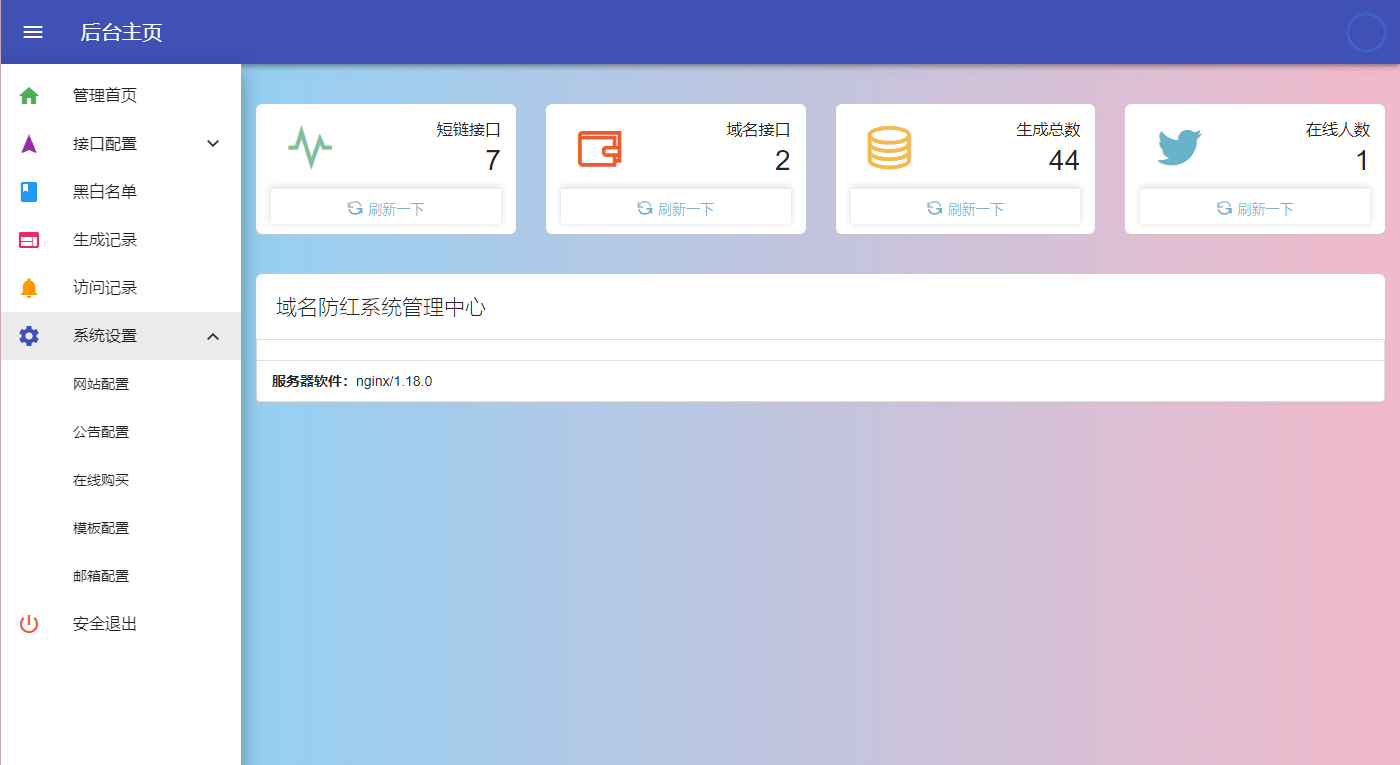 后台主页
管理首页
接口配置
黑白名单
生成记录
访问记录
系统设置
网站配置
公告配置
在线购买
模板配置
邮箱配置
安全退出
短链接口
7
刷新一下
域名接口
2
刷新一下
生成总数
44
刷新一下
在线人数
1
刷新一下
域名防红系统管理中心
服务器软件：nginx/1.18.0